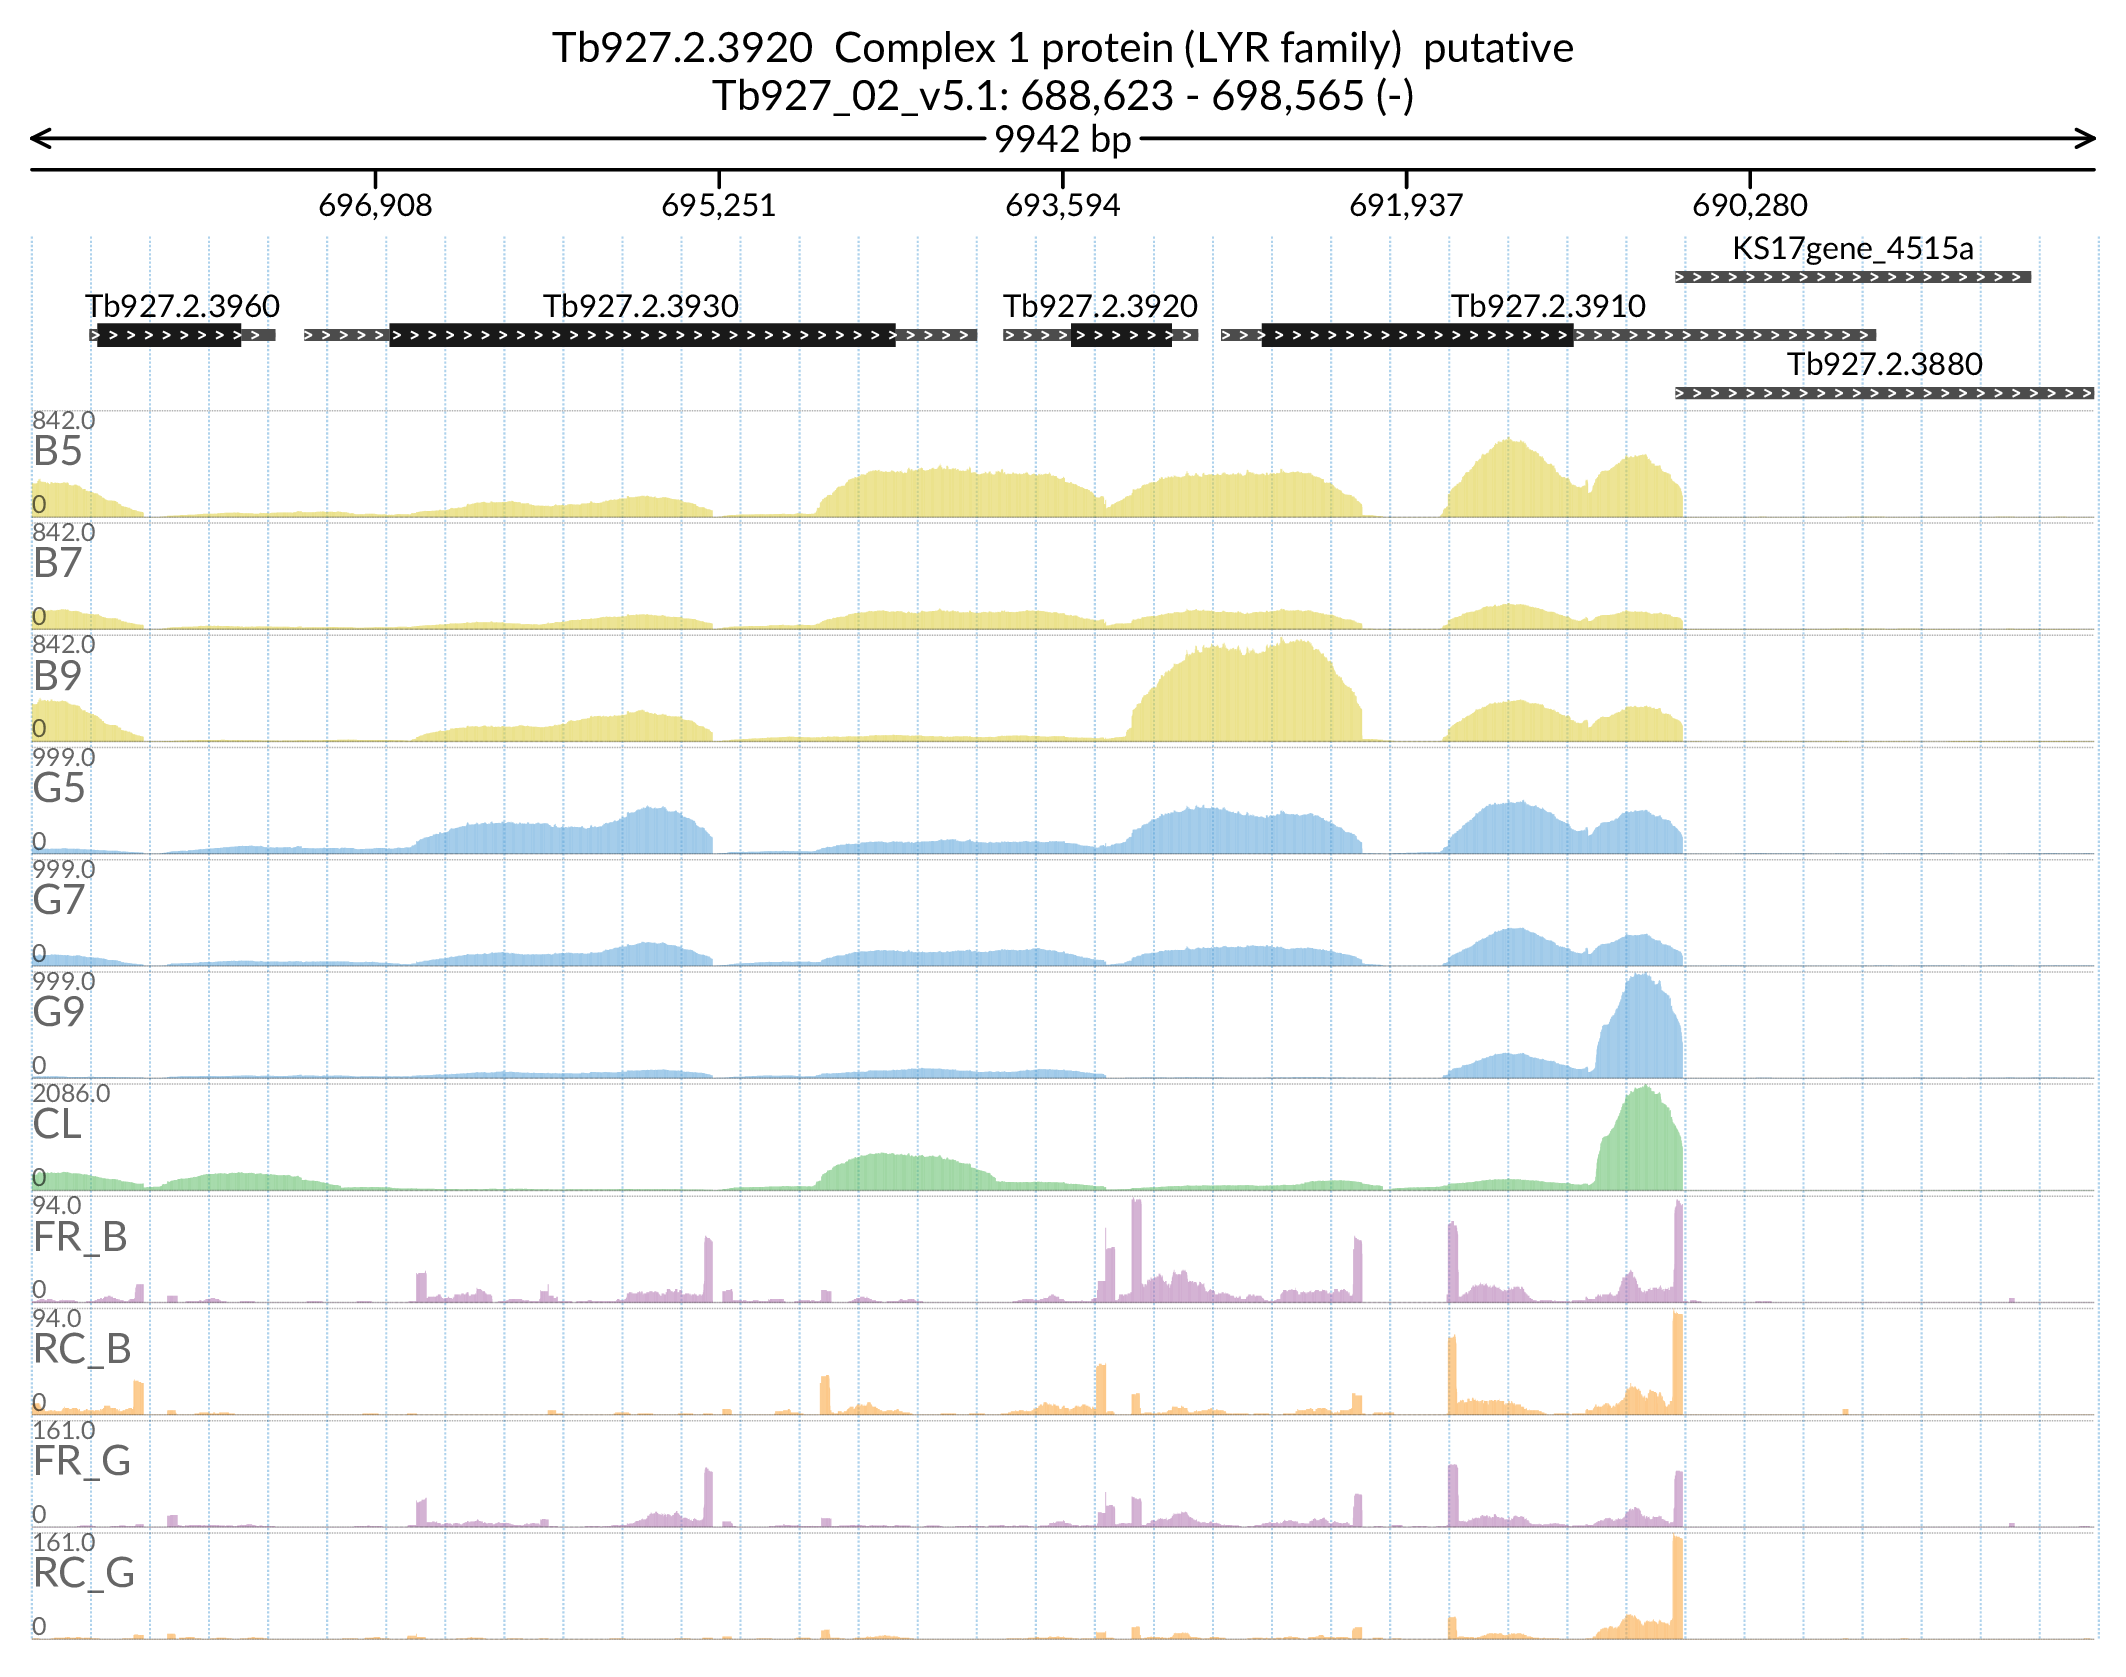 Tb927.2.3920  Complex 1 protein (LYR family)  putative
Tb927_02_v5.1: 688,623 - 698,565 (-)
9942 bp
696,908 695,251 693,594 691,937 690,280
KS17gene_4515a
Tb927.2.3960 Tb927.2.3930 Tb927.2.3920 Tb927.2.3910
Tb927.2.3880
842.0
B5
0
842.0
B7
0
842.0
B9
0
999.0
G5
0
999.0
G7
0
999.0
G9
0
2086.0
CL
0
94.0
FR_B
0
94.0
RC_B
0
161.0
FR_G
0
161.0
RC_G
0